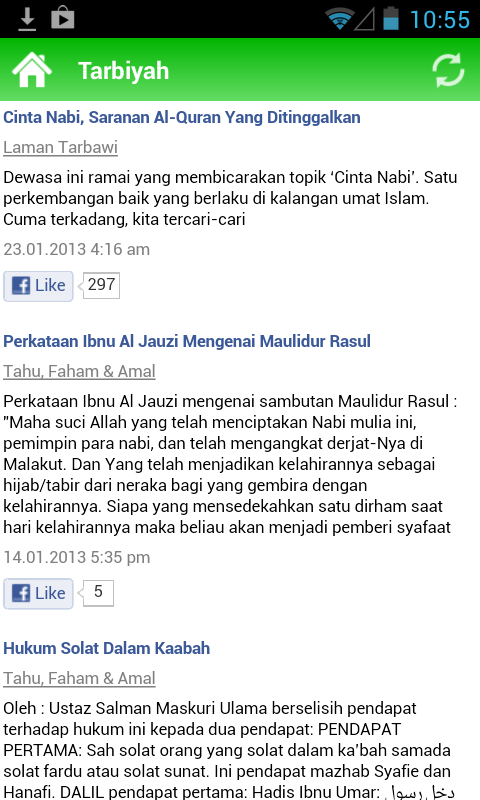 10:55
Tarbiyah
Cinta Nabi, Saranan Al-Quran Yang Ditinggalkan
Laman Tarbawi
Dewasa ini ramai yang membicarakan topik ‘Cinta Nabi’. Satu
perkembangan baik yang berlaku di kalangan umat Islam.
Cuma terkadang, kita tercari-cari
23.01.2013 4:16 am
Like 297
Perkataan Ibnu Al Jauzi Mengenai Maulidur Rasul
Tahu, Faham & Amal
Perkataan Ibnu Al Jauzi mengenai sambutan Maulidur Rasul :
"Maha suci Allah yang telah menciptakan Nabi mulia ini,
pemimpin para nabi, dan telah mengangkat derjat-Nya di
Malakut. Dan Yang telah menjadikan kelahirannya sebagai
hijab/tabir dari neraka bagi yang gembira dengan
kelahirannya. Siapa yang mensedekahkan satu dirham saat
hari kelahirannya maka beliau akan menjadi pemberi syafaat
14.01.2013 5:35 pm
Like 5
Hukum Solat Dalam Kaabah
Tahu, Faham & Amal
Oleh : Ustaz Salman Maskuri Ulama berselisih pendapat
terhadap hukum ini kepada dua pendapat: PENDAPAT
PERTAMA: Sah solat orang yang solat dalam ka’bah samada
solat fardu atau solat sunat. Ini pendapat mazhab Syafie dan
Hanafi. DALIL pendapat pertama: Hadis Ibnu Umar: دخل رسول